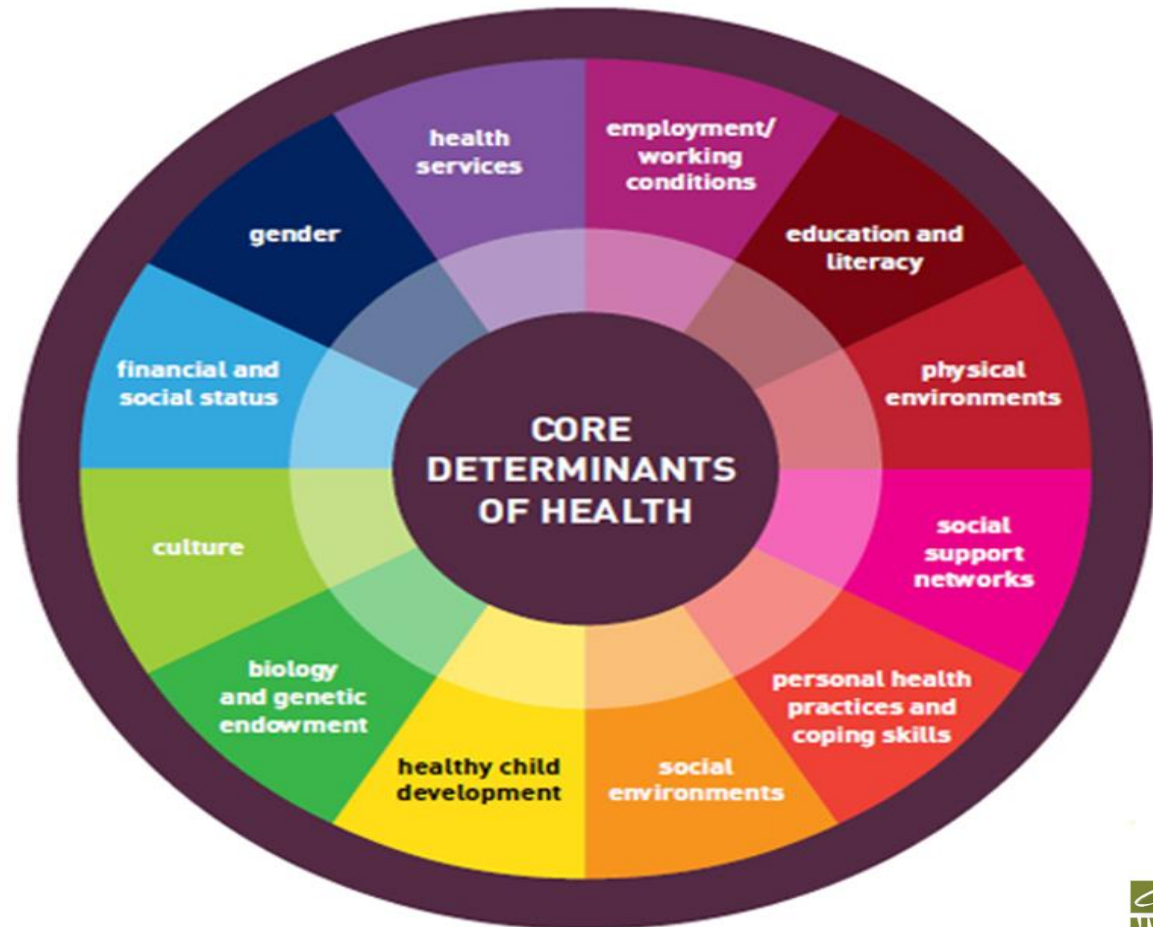 CORE
DETERMINANTS
OF HEALTH
health
services
employment/
working
conditions
education and
literacy
physical
environments
social
support
networks
personal health
practices and
coping skills
social
environments
healthy child
development
biology
and genetic
endowment
culture
financial and
social status
gender